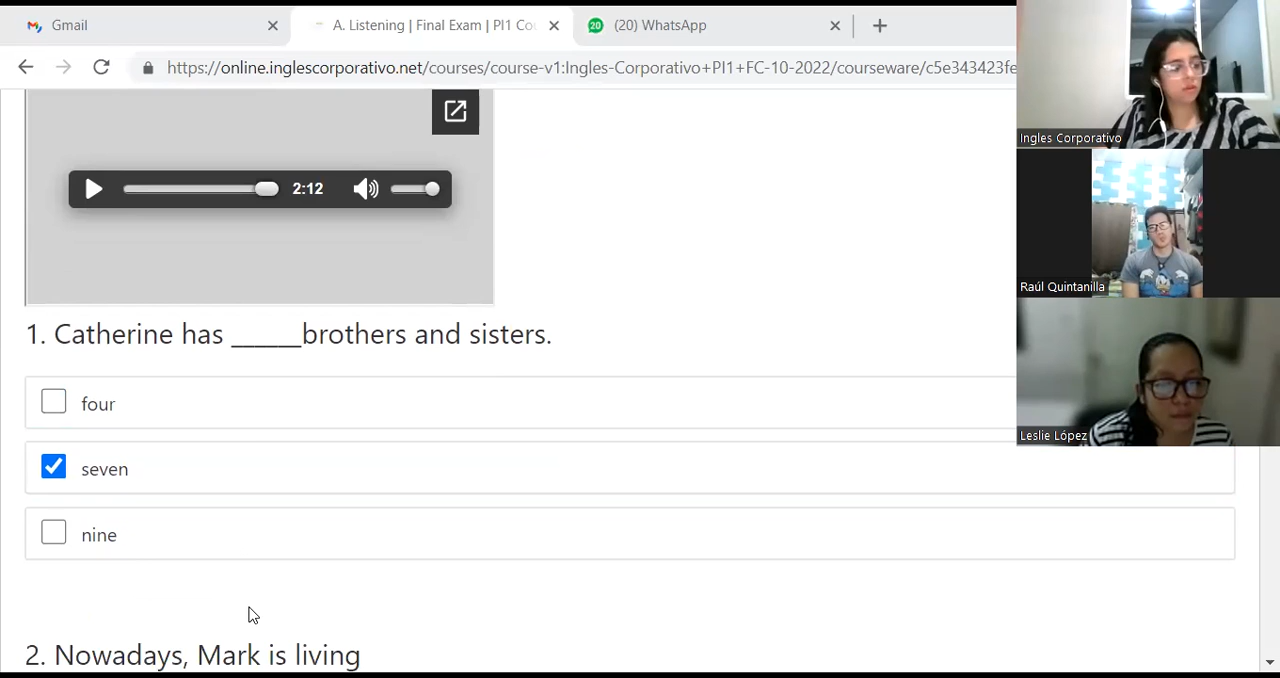 Gmail
A. Listening | Final Exam | PI1 Co
20
(20) WhatsApp
https://online.inglescorporativo.net/courses/course-v1:Ingles-Corporativo+PI1+FC-10-2022/courseware/c5e343423fe
2:12
Ingles Corporativo
Raúl Quintanilla
Leslie López
1. Catherine has ______brothers and sisters.
four
seven
nine
2. Nowadays, Mark is living